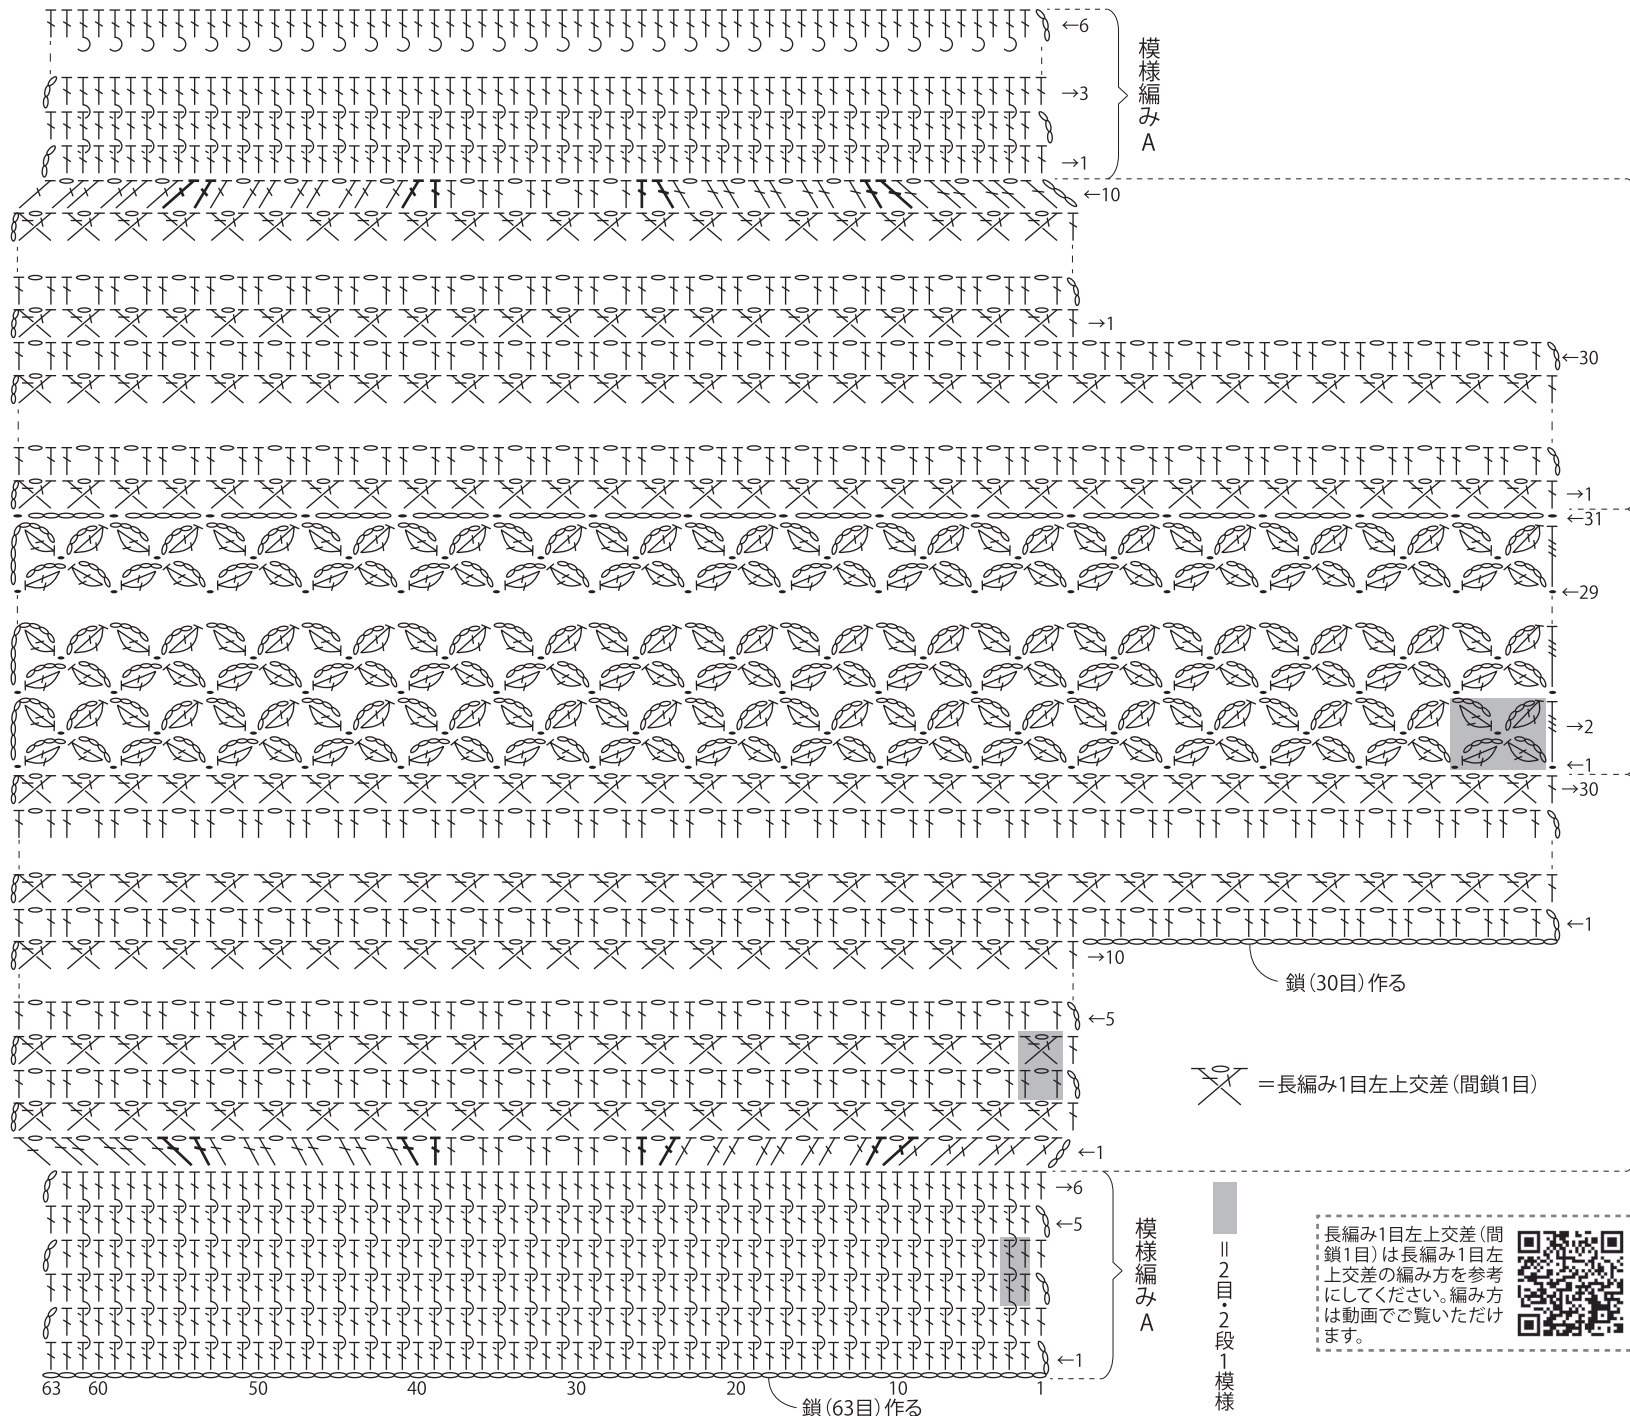 ←6
模様編みA
→3
→1
←10
→1
←30
→1
←31
←29
→2
←1
→30
←1
→10
鎖(30目)作る
←5
=長編み1目左上交差(間鎖1目)
←1
→6
←5
模様編みA
=2目・2段1模様
長編み1目左上交差(間
鎖1目)は長編み1目左
上交差の編み方を参考
にしてください。編み方
は動画でご覧いただけ
ます。
←1
63 60 50 40 30 20 10 1
鎖(63目)作る